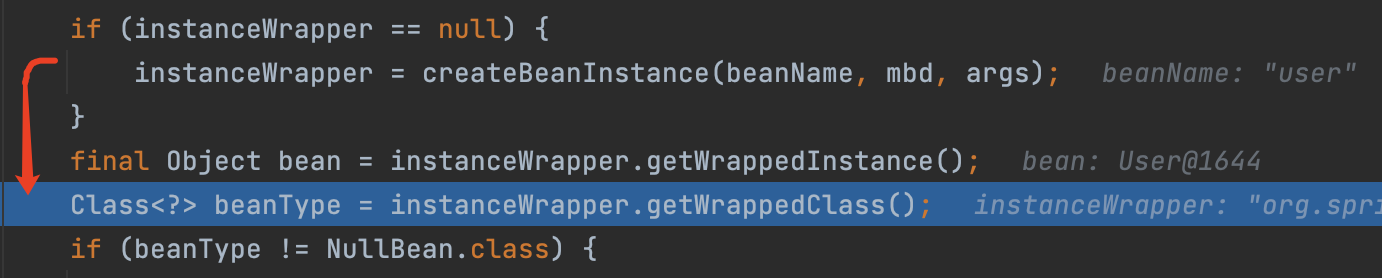 if (instanceWrapper == null) {
instanceWrapper = createBeanInstance(beanName, mbd, args); beanName: "user"
}
final Object bean = instanceWrapper.getWrappedInstance(); bean: User@1644
Class<?> beanType = instanceWrapper.getWrappedClass(); instanceWrapper: "org.spri
if (beanType != NullBean.class) {